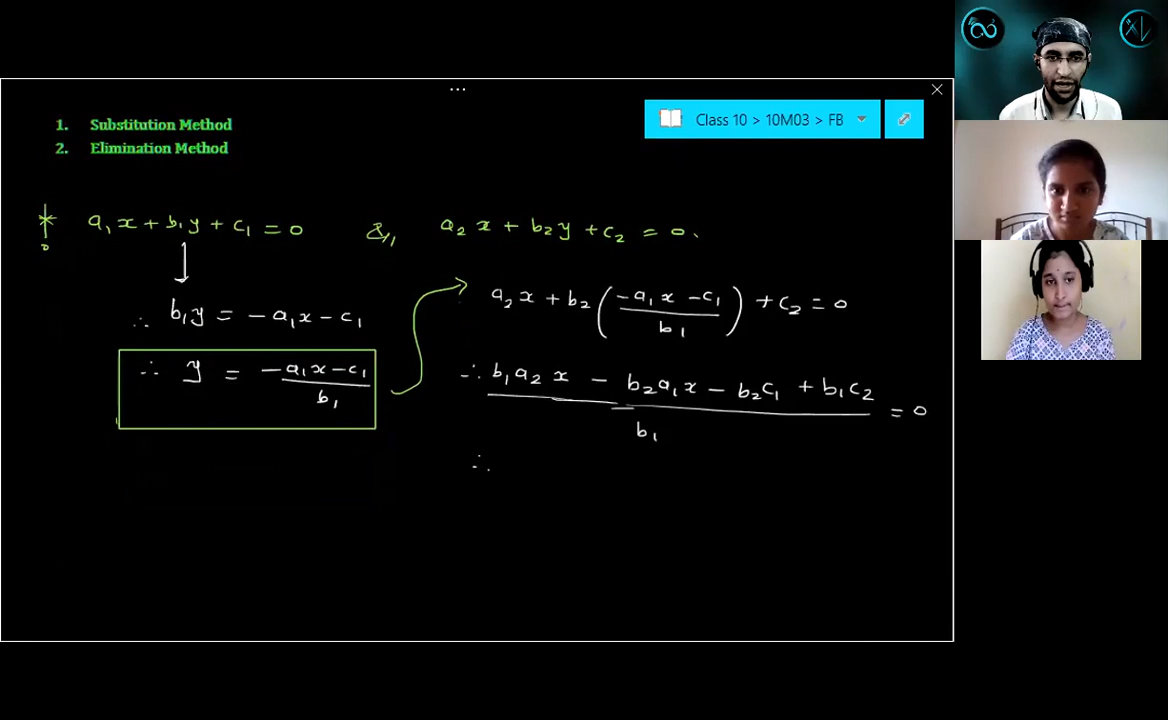 ...
1. Substitution Method
2. Elimination Method
Class 10 > 10M03 > FB
a₁x + b₁y + c₁ = 0 & a₂x + b₂y + c₂ = 0.
∴ b₁y = -a₁x - c₁
∴ y = (-a₁x - c₁)/b₁
a₂x + b₂((-a₁x - c₁)/b₁) + c₂ = 0
∴ (b₁a₂x - b₂a₁x - b₂c₁ + b₁c₂)/b₁ = 0
∴